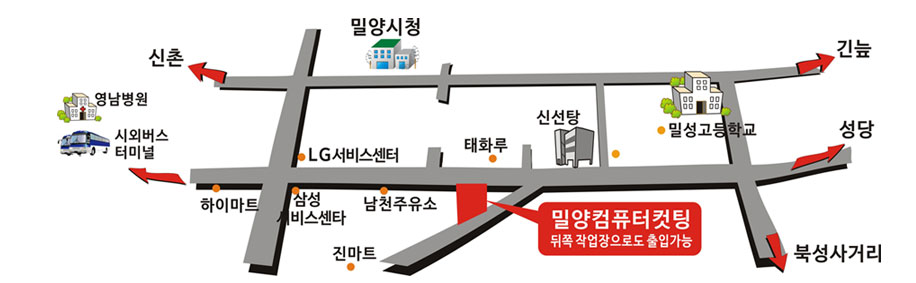 밀양시청
신촌
긴늪
영남병원
시외버스
터미널
신선탕
밀성고등학교
성당
LG서비스센터
태화루
하이마트
삼성
서비스센타
남천주유소
밀양컴퓨터컷팅
뒤쪽 작업장으로도 출입가능
진마트
북성사거리